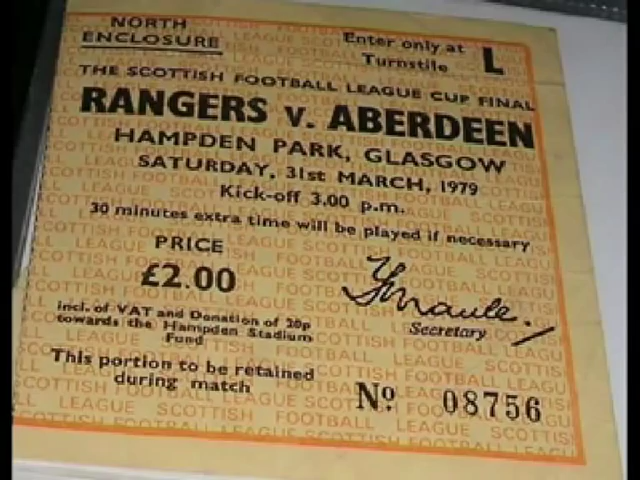 NORTH
ENCLOSURE
Enter only at
Turnstile
L
THE SCOTTISH FOOTBALL LEAGUE CUP FINAL
RANGERS v. ABERDEEN
HAMPDEN PARK, GLASGOW
SATURDAY, 31st MARCH, 1979
Kick-off 3.00 p.m.
30 minutes extra time will be played if necessary
PRICE
£2.00
incl. of VAT and Donation of 20p
towards the Hampden Stadium
Fund
Secretary
This portion to be retained
during match
No. 08756